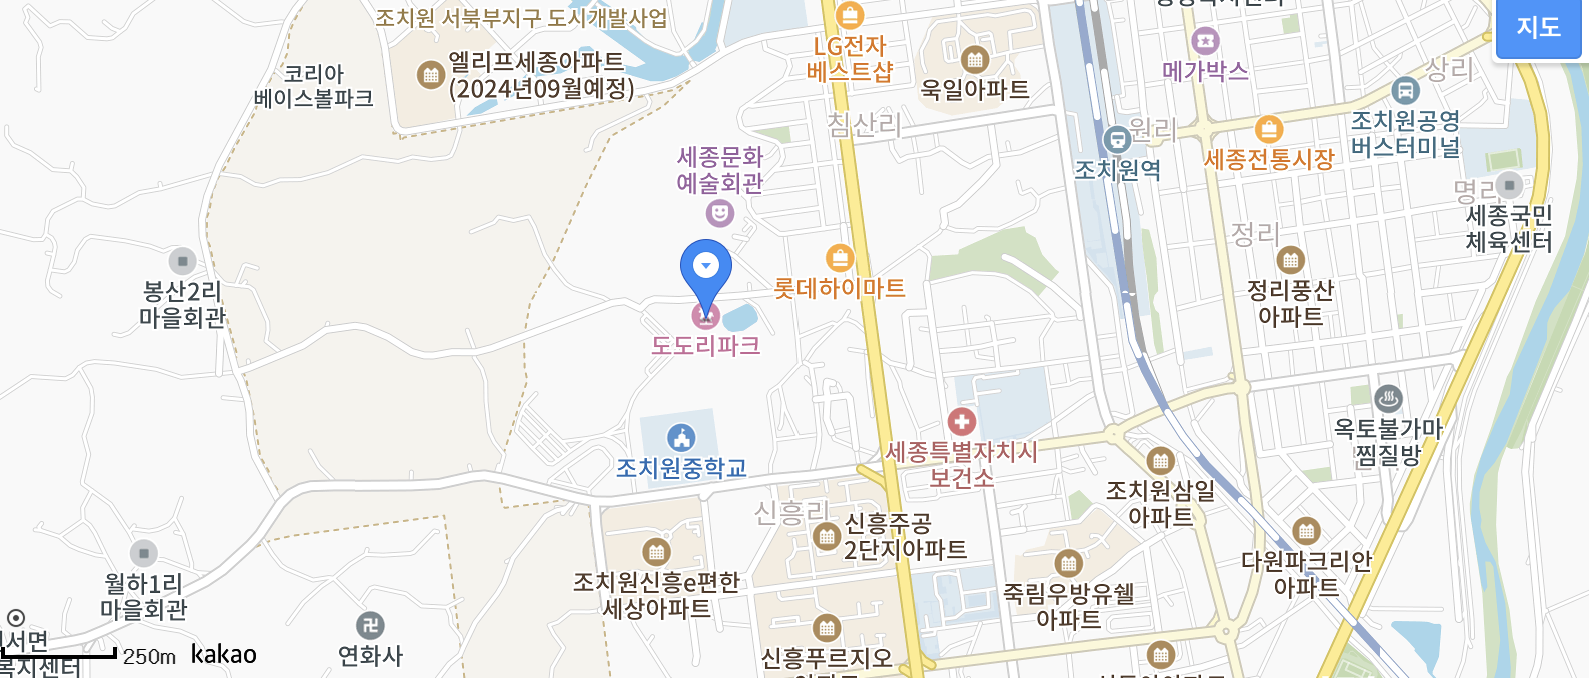 조치원 서북부지구 도시개발사업
엘리프세종아파트
(2024년09월예정)
코리아
베이스볼파크
LG전자
베스트샵
욱일아파트
메가박스
지도
상리
조치원공영
버스터미널
침산리
원리
조치원역
세종전통시장
세종문화
예술회관
명리
세종국민
체육센터
정리
정리풍산
아파트
봉산2리
마을회관
롯데하이마트
도도리파크
조치원중학교
세종특별자치시
보건소
옥토불가마
찜질방
조치원삼일
아파트
신흥리
신흥주공
2단지아파트
다원파크리안
아파트
월하1리
마을회관
조치원신흥e편한
세상아파트
죽림우방유쉘
아파트
서면
복지센터
250m
kakao
연화사
신흥푸르지오